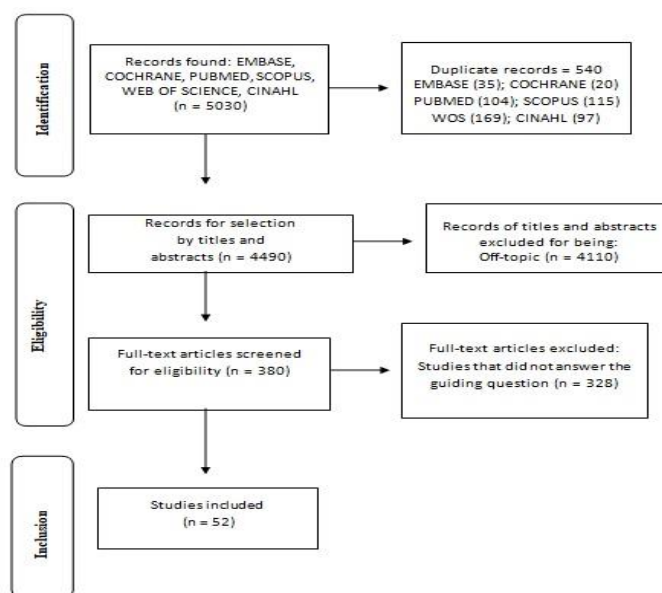 Identification
Records found: EMBASE,
COCHRANE, PUBMED, SCOPUS,
WEB OF SCIENCE, CINAHL
(n = 5030)
Duplicate records = 540
EMBASE (35); COCHRANE (20)
PUBMED (104); SCOPUS (115)
WOS (169); CINAHL (97)
Eligibility
Records for selection
by titles and
abstracts (n = 4490)
Records of titles and abstracts
excluded for being:
Off-topic (n = 4110)
Full-text articles screened
for eligibility (n = 380)
Full-text articles excluded:
Studies that did not answer the
guiding question (n = 328)
Inclusion
Studies included
(n = 52)